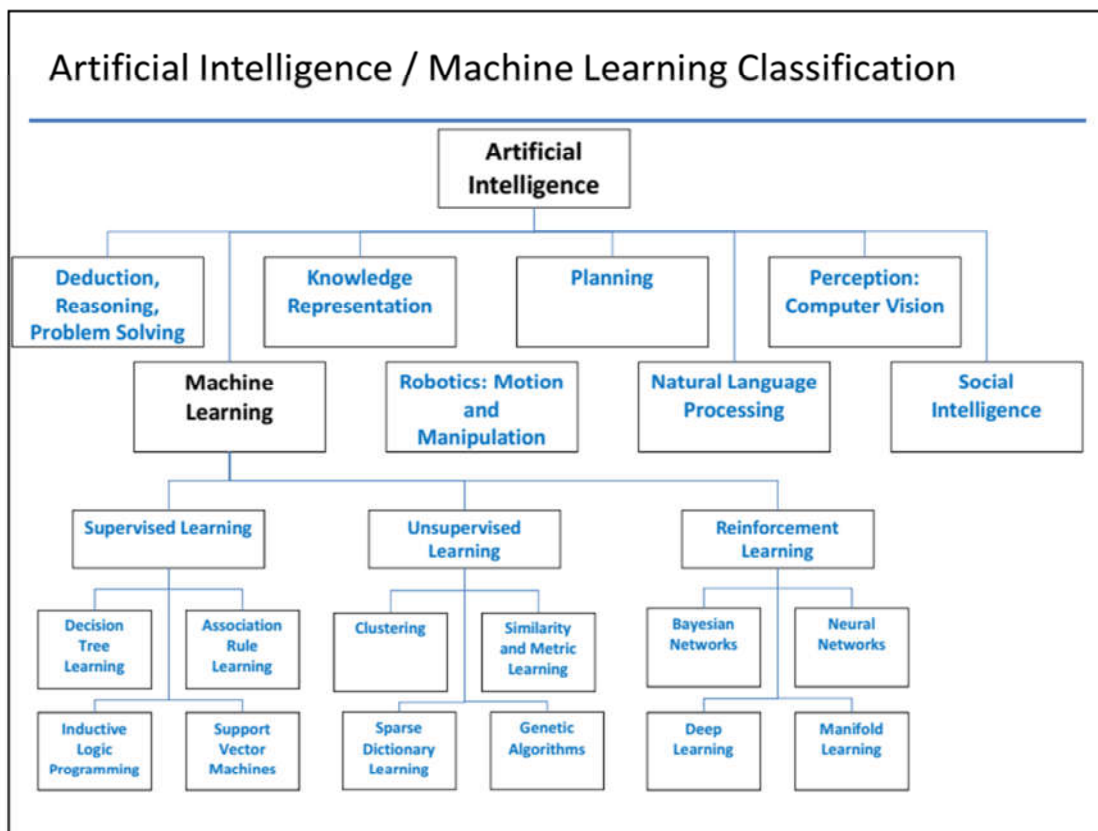 Artificial Intelligence / Machine Learning Classification
Artificial
Intelligence
Deduction,
Reasoning,
Problem Solving
Knowledge
Representation
Planning
Perception:
Computer Vision
Machine
Learning
Robotics: Motion
and
Manipulation
Natural Language
Processing
Social
Intelligence
Supervised Learning
Unsupervised
Learning
Reinforcement
Learning
Decision
Tree
Learning
Association
Rule
Learning
Clustering
Similarity
and Metric
Learning
Bayesian
Networks
Neural
Networks
Inductive
Logic
Programming
Support
Vector
Machines
Sparse
Dictionary
Learning
Genetic
Algorithms
Deep
Learning
Manifold
Learning